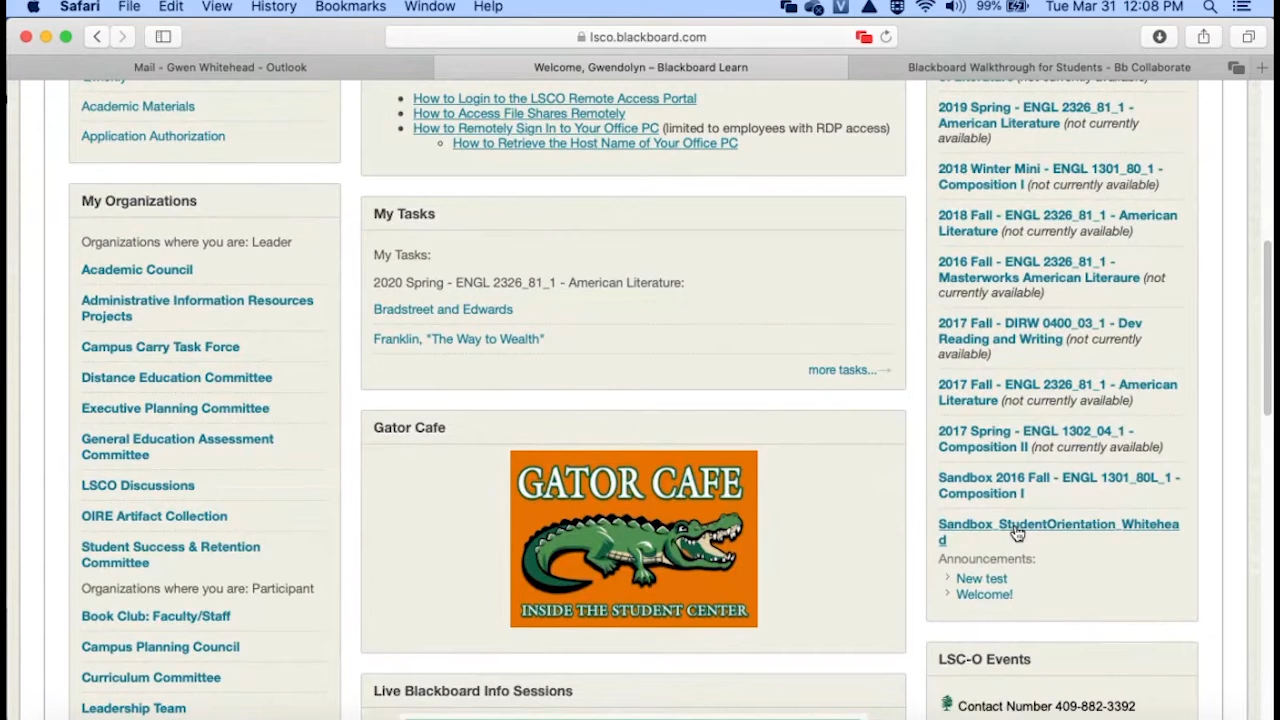 Safari File Edit View History Bookmarks Window Help 99% Tue Mar 31 12:08 PM
lsco.blackboard.com
Mail - Gwen Whitehead - Outlook
Welcome, Gwendolyn – Blackboard Learn
Blackboard Walkthrough for Students - Bb Collaborate
Academic Materials
Application Authorization
My Organizations
Organizations where you are: Leader
Academic Council
Administrative Information Resources
Projects
Campus Carry Task Force
Distance Education Committee
Executive Planning Committee
General Education Assessment
Committee
LSCO Discussions
OIRE Artifact Collection
Student Success & Retention
Committee
Organizations where you are: Participant
Book Club: Faculty/Staff
Campus Planning Council
Curriculum Committee
Leadership Team
How to Login to the LSCO Remote Access Portal
How to Access File Shares Remotely
How to Remotely Sign In to Your Office PC (limited to employees with RDP access)
How to Retrieve the Host Name of Your Office PC
My Tasks
My Tasks:
2020 Spring - ENGL 2326_81_1 - American Literature:
Bradstreet and Edwards
Franklin, "The Way to Wealth"
more tasks...
Gator Cafe
GATOR CAFE
INSIDE THE STUDENT CENTER
Live Blackboard Info Sessions
2019 Spring - ENGL 2326_81_1 -
American Literature (not currently
available)
2018 Winter Mini - ENGL 1301_80_1 -
Composition I (not currently available)
2018 Fall - ENGL 2326_81_1 - American
Literature (not currently available)
2016 Fall - ENGL 2326_81_1 -
Masterworks American Literaure (not
currently available)
2017 Fall - DIRW 0400_03_1 - Dev
Reading and Writing (not currently
available)
2017 Fall - ENGL 2326_81_1 - American
Literature (not currently available)
2017 Spring - ENGL 1302_04_1 -
Composition II (not currently available)
Sandbox 2016 Fall - ENGL 1301_80L_1 -
Composition I
Sandbox_StudentOrientation_Whitehea
d
Announcements:
New test
Welcome!
LSC-O Events
Contact Number 409-882-3392